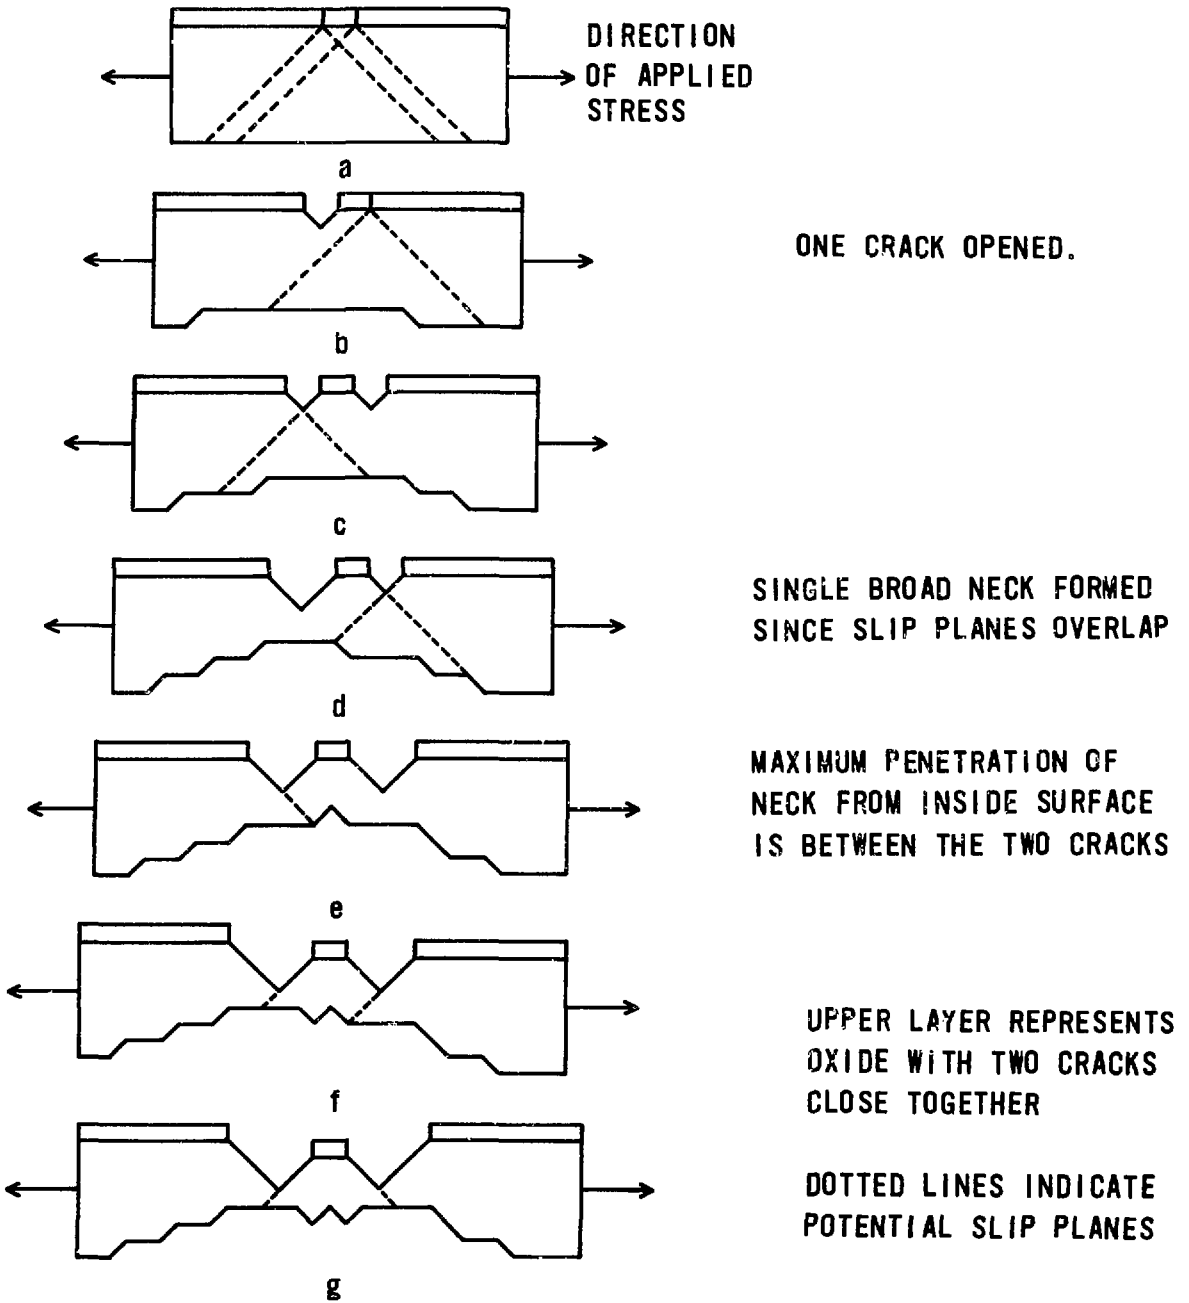 DIRECTION
OF APPLIED
STRESS
a
ONE CRACK OPENED.
b
c
SINGLE BROAD NECK FORMED
SINCE SLIP PLANES OVERLAP
d
MAXIMUM PENETRATION OF
NECK FROM INSIDE SURFACE
IS BETWEEN THE TWO CRACKS
e
UPPER LAYER REPRESENTS
OXIDE WITH TWO CRACKS
CLOSE TOGETHER
f
DOTTED LINES INDICATE
POTENTIAL SLIP PLANES
g